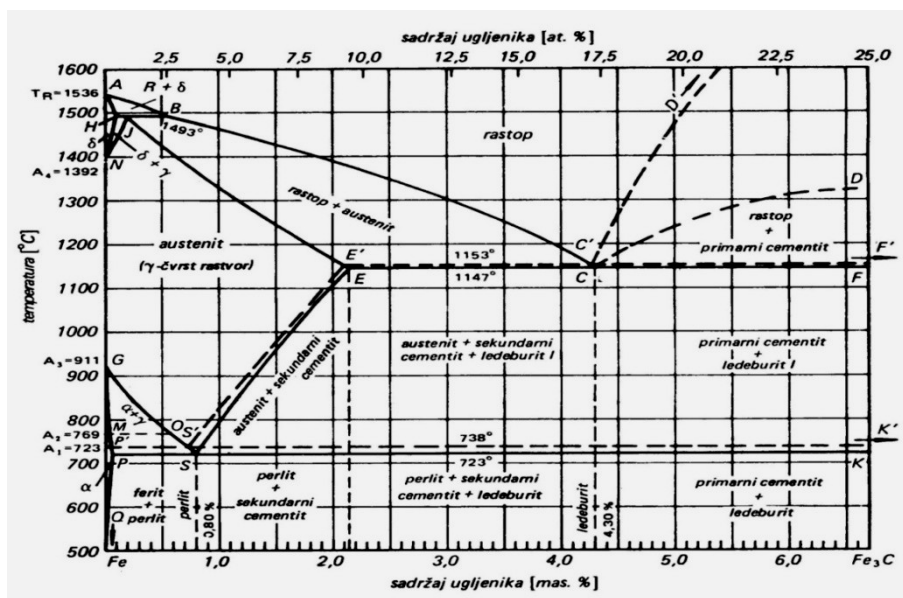 sadržaj ugljenika [at. %]
2,5 5,0 7,5 10,0 12,5 15,0 17,5 20,0 22,5 25,0
1600
A
R + δ
T_R=1536
B
D'
1500
H
J
1493°
rastop
δ
δ + γ
1400
N
A₄=1392
D
rastop + austenit
1300
rastop
+
primarni cementit
austenit
(γ-čvrst rastvor)
1200
E'
1153°
C'
F'
E
1147°
C
F
1100
temperatura [°C]
austenit + sekundarni
cementit
austenit + sekundarni
cementit + ledeburit I
primarni cementit
+
ledeburit I
1000
A₃=911
G
900
α+γ
800
M
O
S'
A₂=769
P'
738°
K'
A₁=723
P
S
723°
K
700
α
ferit
+
perlit
perlit
0,80 %
perlit
+
sekundarni
cementit
perlit + sekundarni
cementit + ledeburit
ledeburit
4,30 %
primarni cementit
+
ledeburit
600
Q
500
Fe 1,0 2,0 3,0 4,0 5,0 6,0 Fe₃C
sadržaj ugljenika [mas. %]